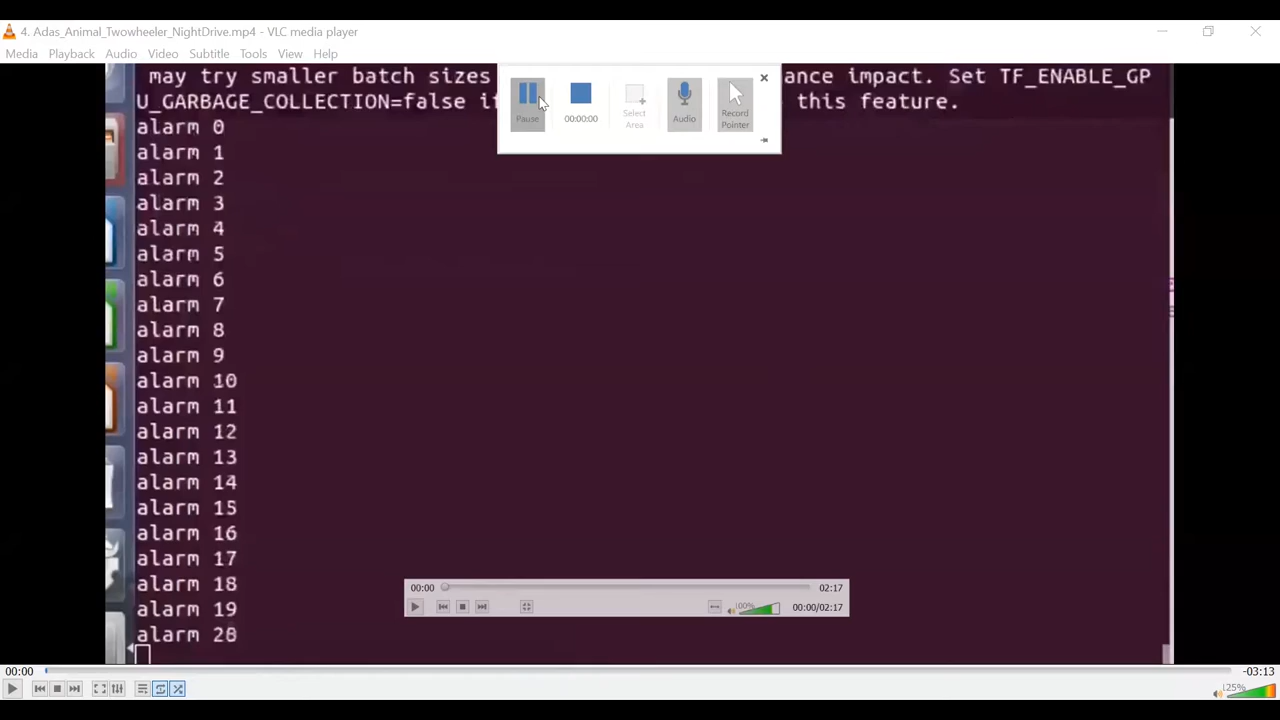 4. Adas_Animal_Twowheeler_NightDrive.mp4 - VLC media player
Media Playback Audio Video Subtitle Tools View Help
may try smaller batch sizes ance impact. Set TF_ENABLE_GP
U_GARBAGE_COLLECTION=false if this feature.
Pause
00:00:00
Select
Area
Audio
Record
Pointer
alarm 0
alarm 1
alarm 2
alarm 3
alarm 4
alarm 5
alarm 6
alarm 7
alarm 8
alarm 9
alarm 10
alarm 11
alarm 12
alarm 13
alarm 14
alarm 15
alarm 16
alarm 17
alarm 18
alarm 19
alarm 20
00:00 02:17
100% 00:00/02:17
00:00 -03:13
125%